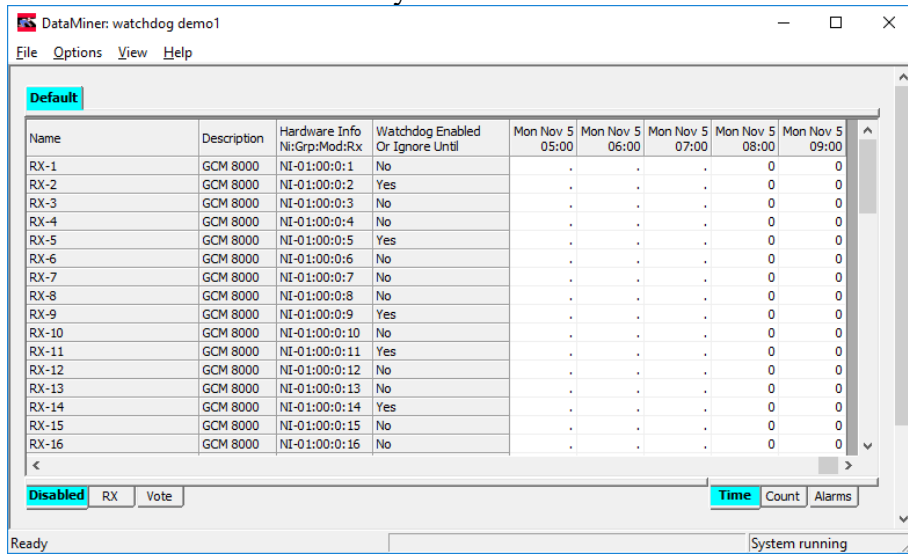 DataMiner: watchdog demo1
File Options View Help
Default
Name Description Hardware Info Ni:Grp:Mod:Rx Watchdog Enabled Or Ignore Until Mon Nov 5 05:00 Mon Nov 5 06:00 Mon Nov 5 07:00 Mon Nov 5 08:00 Mon Nov 5 09:00
RX-1 GCM 8000 NI-01:00:0:1 No . . . 0 0
RX-2 GCM 8000 NI-01:00:0:2 Yes . . . 0 0
RX-3 GCM 8000 NI-01:00:0:3 No . . . 0 0
RX-4 GCM 8000 NI-01:00:0:4 No . . . 0 0
RX-5 GCM 8000 NI-01:00:0:5 Yes . . . 0 0
RX-6 GCM 8000 NI-01:00:0:6 No . . . 0 0
RX-7 GCM 8000 NI-01:00:0:7 No . . . 0 0
RX-8 GCM 8000 NI-01:00:0:8 No . . . 0 0
RX-9 GCM 8000 NI-01:00:0:9 Yes . . . 0 0
RX-10 GCM 8000 NI-01:00:0:10 No . . . 0 0
RX-11 GCM 8000 NI-01:00:0:11 Yes . . . 0 0
RX-12 GCM 8000 NI-01:00:0:12 No . . . 0 0
RX-13 GCM 8000 NI-01:00:0:13 No . . . 0 0
RX-14 GCM 8000 NI-01:00:0:14 Yes . . . 0 0
RX-15 GCM 8000 NI-01:00:0:15 No . . . 0 0
RX-16 GCM 8000 NI-01:00:0:16 No . . . 0 0
Disabled RX Vote Time Count Alarms
Ready System running